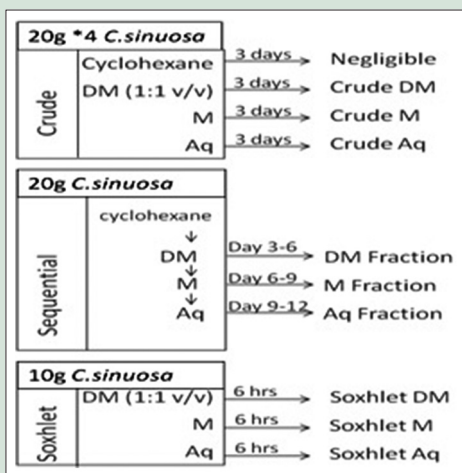 20g *4 C.sinuosa
Crude
Cyclohexane 3 days Negligible
DM (1:1 v/v) 3 days Crude DM
M 3 days Crude M
Aq 3 days Crude Aq
20g C.sinuosa
Sequential
cyclohexane
DM Day 3-6 DM Fraction
M Day 6-9 M Fraction
Aq Day 9-12 Aq Fraction
10g C.sinuosa
Soxhlet
DM (1:1 v/v) 6 hrs Soxhlet DM
M 6 hrs Soxhlet M
Aq 6 hrs Soxhlet Aq